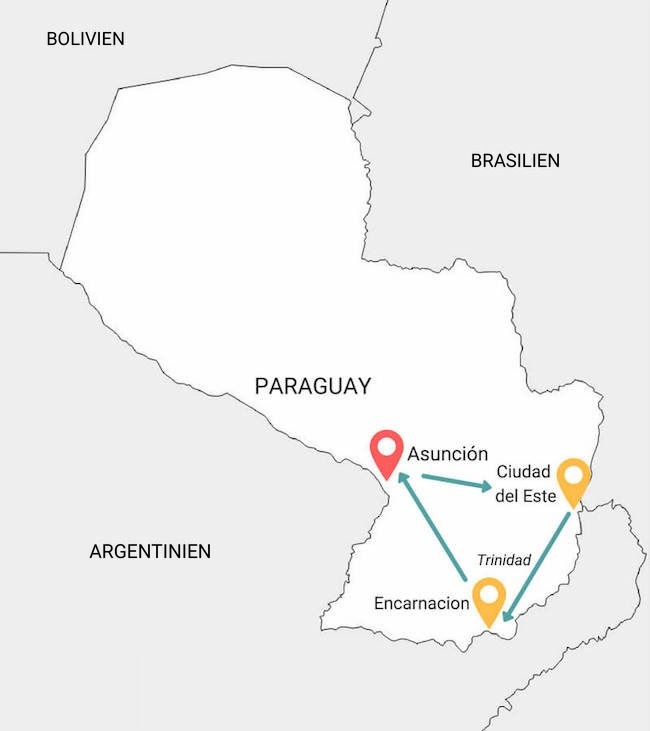 BOLIVIEN
BRASILIEN
PARAGUAY
Asunción
Ciudad
del Este
ARGENTINIEN
Trinidad
Encarnacion